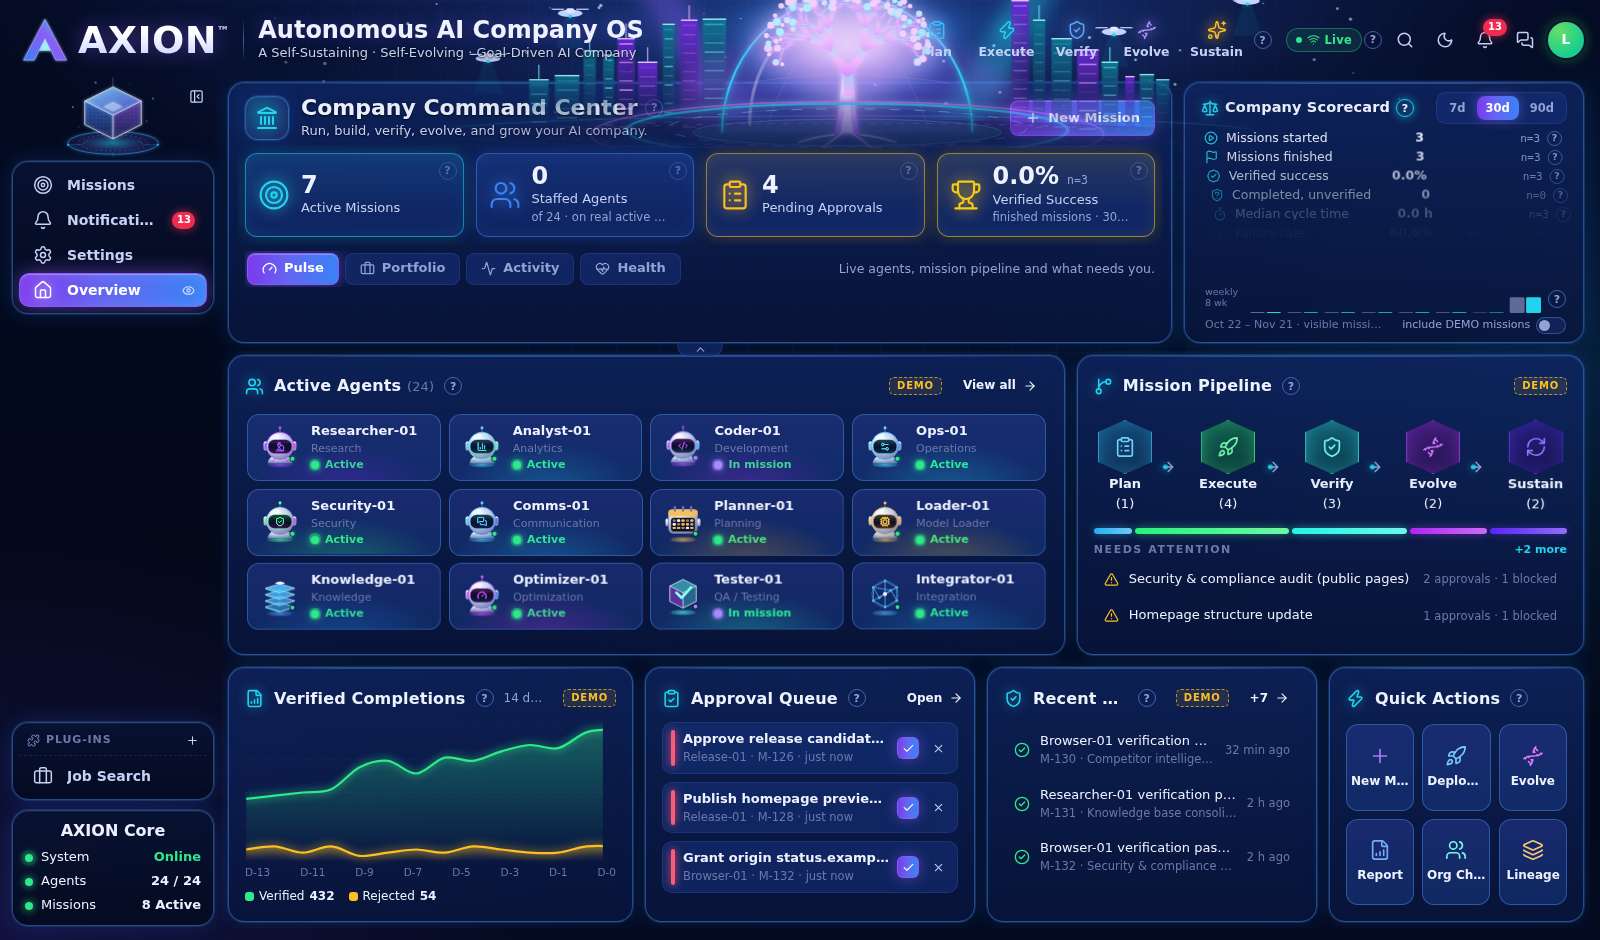 AXION™
Autonomous AI Company OS
A Self-Sustaining · Self-Evolving · Goal-Driven AI Company
Plan
Execute
Verify
Evolve
Sustain
?
Live
?
13
L
Missions
Notificati...
13
Settings
Overview
PLUG-INS
+
Job Search
AXION Core
System Online
Agents 24 / 24
Missions 8 Active
Company Command Center ?
Run, build, verify, evolve, and grow your AI company.
+ New Mission
7
Active Missions
?
0
Staffed Agents
of 24 · on real active ...
?
4
Pending Approvals
?
0.0% n=3
Verified Success
finished missions · 30...
?
Pulse
Portfolio
Activity
Health
Live agents, mission pipeline and what needs you.
Company Scorecard ?
7d 30d 90d
Missions started 3 n=3 ?
Missions finished 3 n=3 ?
Verified success 0.0% n=3 ?
Completed, unverified 0 n=0 ?
Median cycle time 0.0 h n=3 ?
Failure rate 60.0%
weekly
8 wk
?
Oct 22 – Nov 21 · visible missi...
include DEMO missions
Active Agents (24) ?
DEMO
View all →
Researcher-01
Research
Active
Analyst-01
Analytics
Active
Coder-01
Development
In mission
Ops-01
Operations
Active
Security-01
Security
Active
Comms-01
Communication
Active
Planner-01
Planning
Active
Loader-01
Model Loader
Active
Knowledge-01
Knowledge
Active
Optimizer-01
Optimization
Active
Tester-01
QA / Testing
In mission
Integrator-01
Integration
Active
Mission Pipeline ?
DEMO
Plan
(1)
Execute
(4)
Verify
(3)
Evolve
(2)
Sustain
(2)
NEEDS ATTENTION
+2 more
Security & compliance audit (public pages) 2 approvals · 1 blocked
Homepage structure update 1 approvals · 1 blocked
Verified Completions ? 14 d...
DEMO
D-13 D-11 D-9 D-7 D-5 D-3 D-1 D-0
Verified 432 Rejected 54
Approval Queue ?
Open →
Approve release candidat...
Release-01 · M-126 · just now
Publish homepage previe...
Release-01 · M-128 · just now
Grant origin status.examp...
Browser-01 · M-132 · just now
Recent ... ?
DEMO
+7 →
Browser-01 verification ...
M-130 · Competitor intellige...
32 min ago
Researcher-01 verification p...
M-131 · Knowledge base consoli...
2 h ago
Browser-01 verification pas...
M-132 · Security & compliance ...
2 h ago
Quick Actions ?
New M...
Deplo...
Evolve
Report
Org Ch...
Lineage